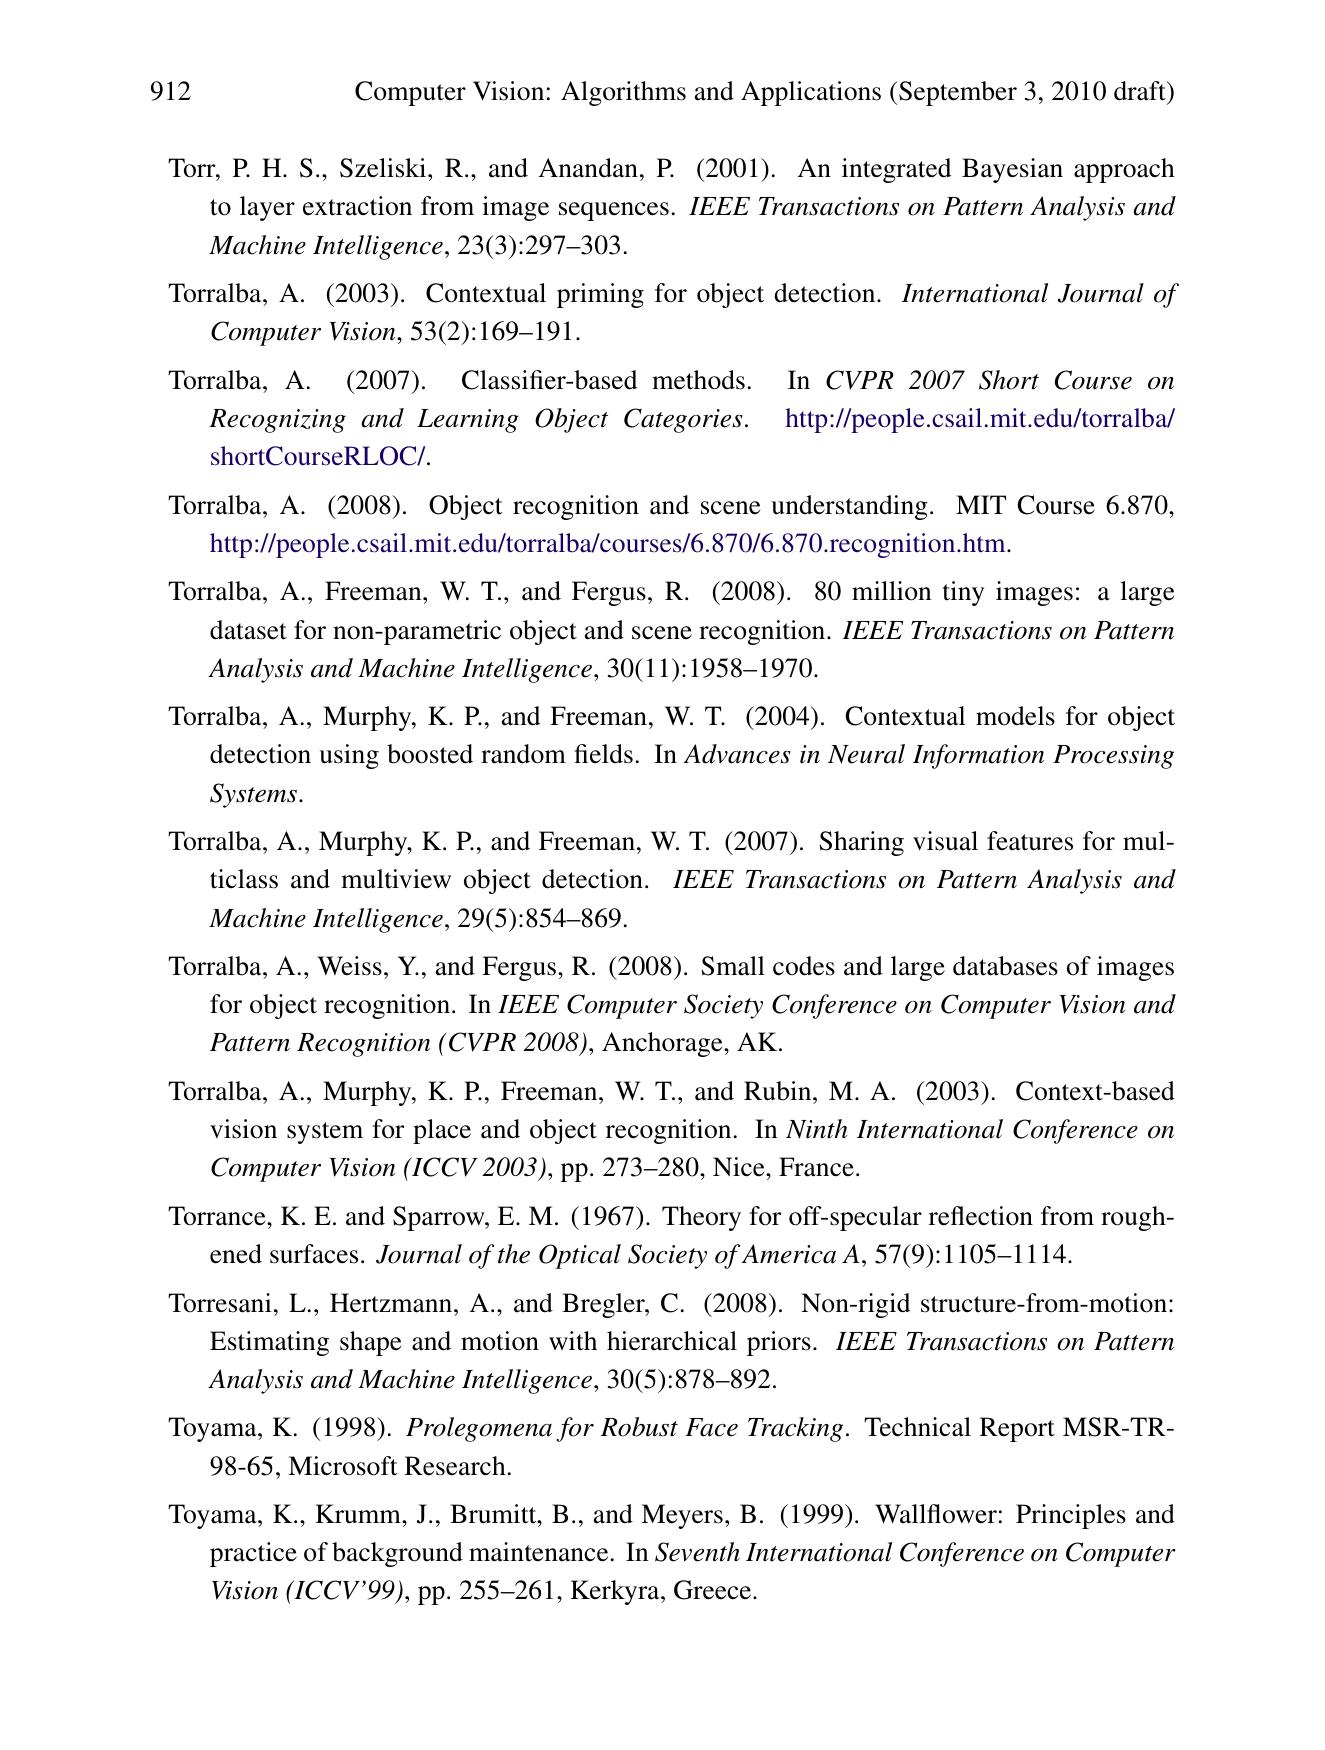 912 Computer Vision: Algorithms and Applications (September 3, 2010 draft)
Torr, P. H. S., Szeliski, R., and Anandan, P. (2001). An integrated Bayesian approach
to layer extraction from image sequences. IEEE Transactions on Pattern Analysis and
Machine Intelligence, 23(3):297–303.
Torralba, A. (2003). Contextual priming for object detection. International Journal of
Computer Vision, 53(2):169–191.
Torralba, A. (2007). Classifier-based methods. In CVPR 2007 Short Course on
Recognizing and Learning Object Categories. http://people.csail.mit.edu/torralba/
shortCourseRLOC/.
Torralba, A. (2008). Object recognition and scene understanding. MIT Course 6.870,
http://people.csail.mit.edu/torralba/courses/6.870/6.870.recognition.htm.
Torralba, A., Freeman, W. T., and Fergus, R. (2008). 80 million tiny images: a large
dataset for non-parametric object and scene recognition. IEEE Transactions on Pattern
Analysis and Machine Intelligence, 30(11):1958–1970.
Torralba, A., Murphy, K. P., and Freeman, W. T. (2004). Contextual models for object
detection using boosted random fields. In Advances in Neural Information Processing
Systems.
Torralba, A., Murphy, K. P., and Freeman, W. T. (2007). Sharing visual features for mul-
ticlass and multiview object detection. IEEE Transactions on Pattern Analysis and
Machine Intelligence, 29(5):854–869.
Torralba, A., Weiss, Y., and Fergus, R. (2008). Small codes and large databases of images
for object recognition. In IEEE Computer Society Conference on Computer Vision and
Pattern Recognition (CVPR 2008), Anchorage, AK.
Torralba, A., Murphy, K. P., Freeman, W. T., and Rubin, M. A. (2003). Context-based
vision system for place and object recognition. In Ninth International Conference on
Computer Vision (ICCV 2003), pp. 273–280, Nice, France.
Torrance, K. E. and Sparrow, E. M. (1967). Theory for off-specular reflection from rough-
ened surfaces. Journal of the Optical Society of America A, 57(9):1105–1114.
Torresani, L., Hertzmann, A., and Bregler, C. (2008). Non-rigid structure-from-motion:
Estimating shape and motion with hierarchical priors. IEEE Transactions on Pattern
Analysis and Machine Intelligence, 30(5):878–892.
Toyama, K. (1998). Prolegomena for Robust Face Tracking. Technical Report MSR-TR-
98-65, Microsoft Research.
Toyama, K., Krumm, J., Brumitt, B., and Meyers, B. (1999). Wallflower: Principles and
practice of background maintenance. In Seventh International Conference on Computer
Vision (ICCV’99), pp. 255–261, Kerkyra, Greece.